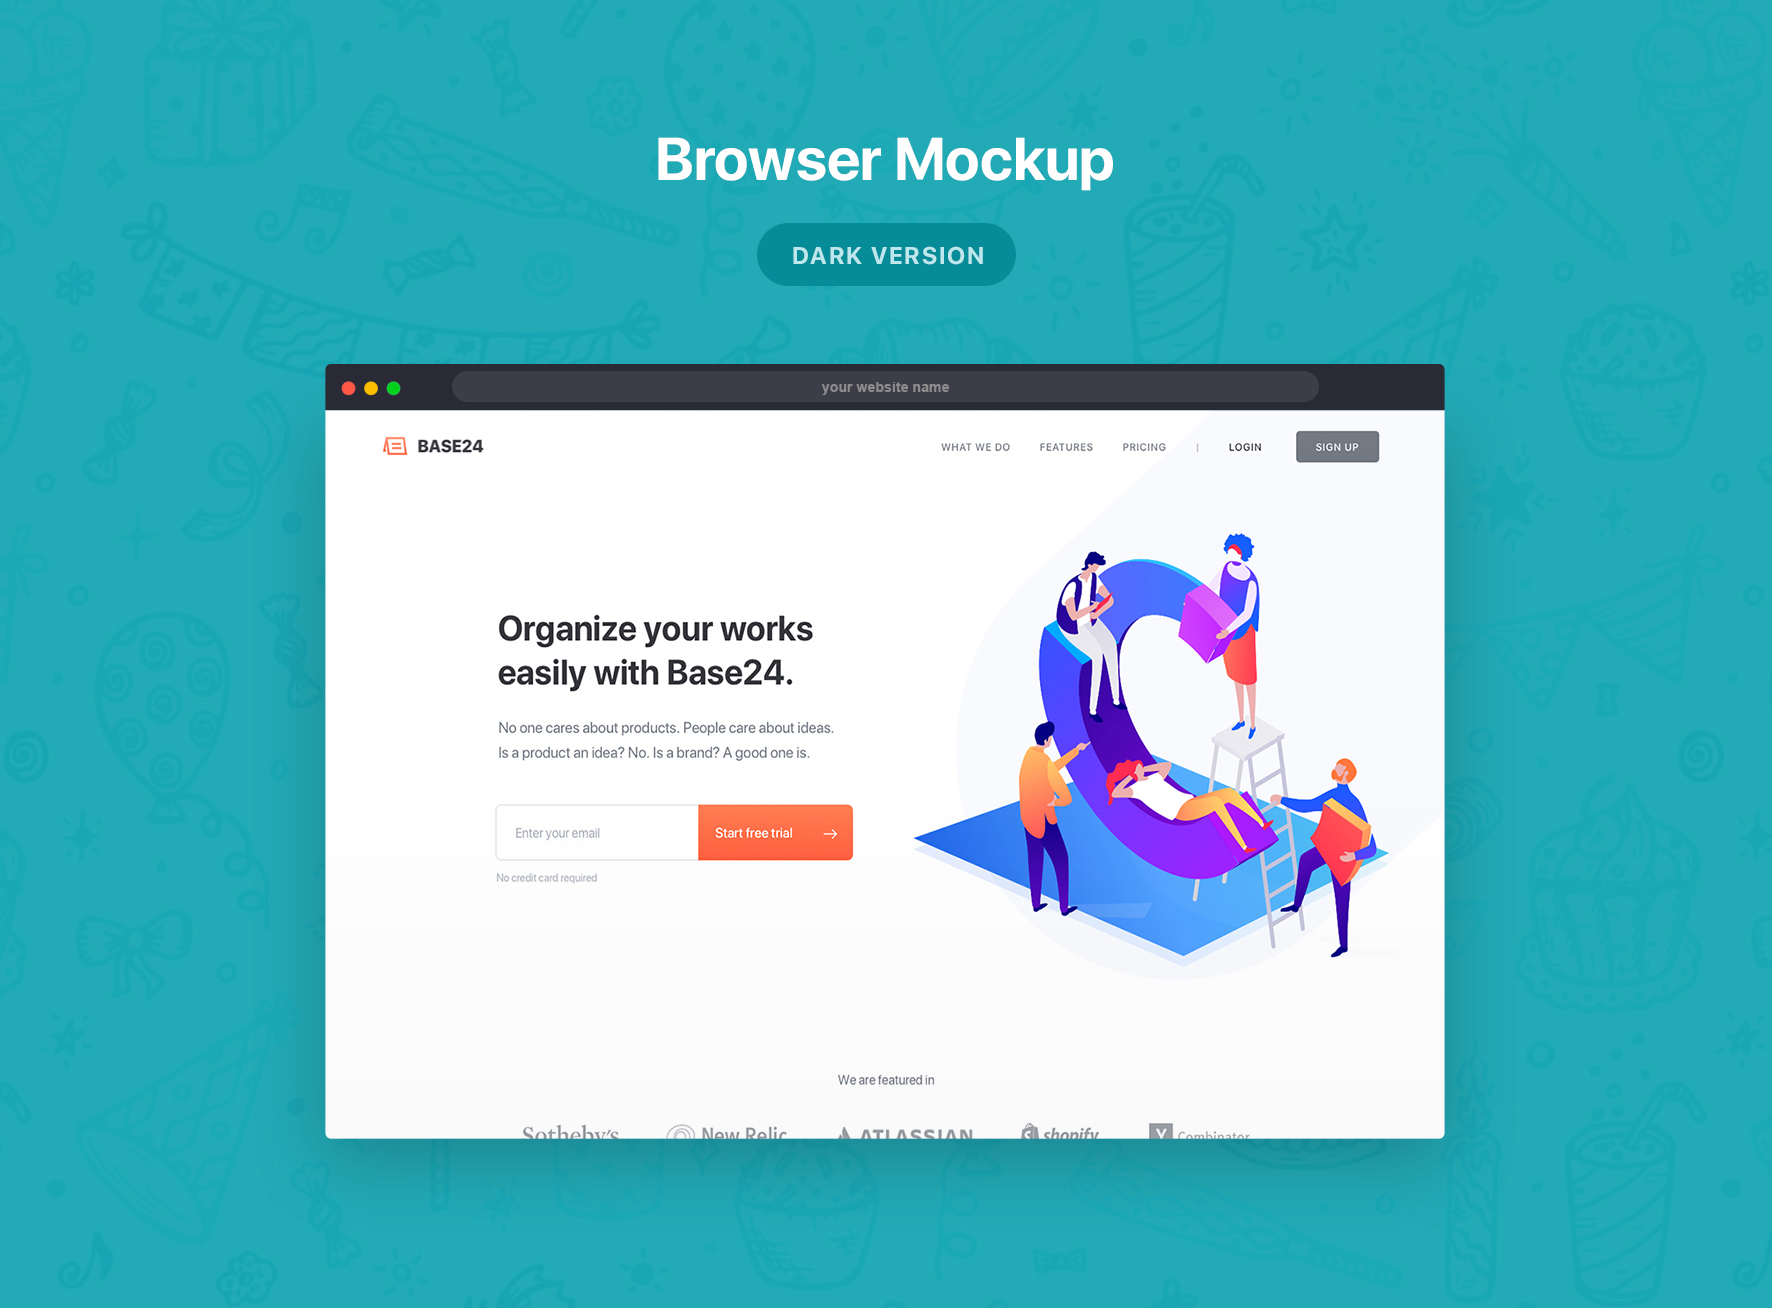 Browser Mockup
DARK VERSION
your website name
BASE24
WHAT WE DO
FEATURES
PRICING
|
LOGIN
SIGN UP
Organize your works
easily with Base24.
No one cares about products. People care about ideas.
Is a product an idea? No. Is a brand? A good one is.
Enter your email
Start free trial →
No credit card required
We are featured in
Sotheby's
New Relic
ATLASSIAN
shopify
Y Combinator